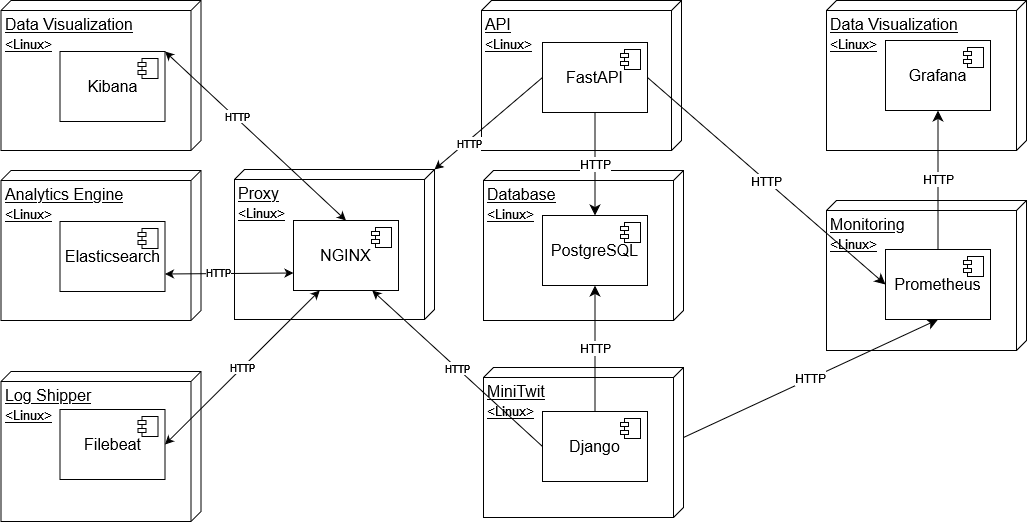 Data Visualization
<Linux>
Kibana
API
<Linux>
FastAPI
Data Visualization
<Linux>
Grafana
HTTP
HTTP
HTTP
HTTP
HTTP
Analytics Engine
<Linux>
Elasticsearch
Proxy
<Linux>
NGINX
Database
<Linux>
PostgreSQL
Monitoring
<Linux>
Prometheus
HTTP
HTTP
HTTP
HTTP
HTTP
Log Shipper
<Linux>
Filebeat
MiniTwit
<Linux>
Django